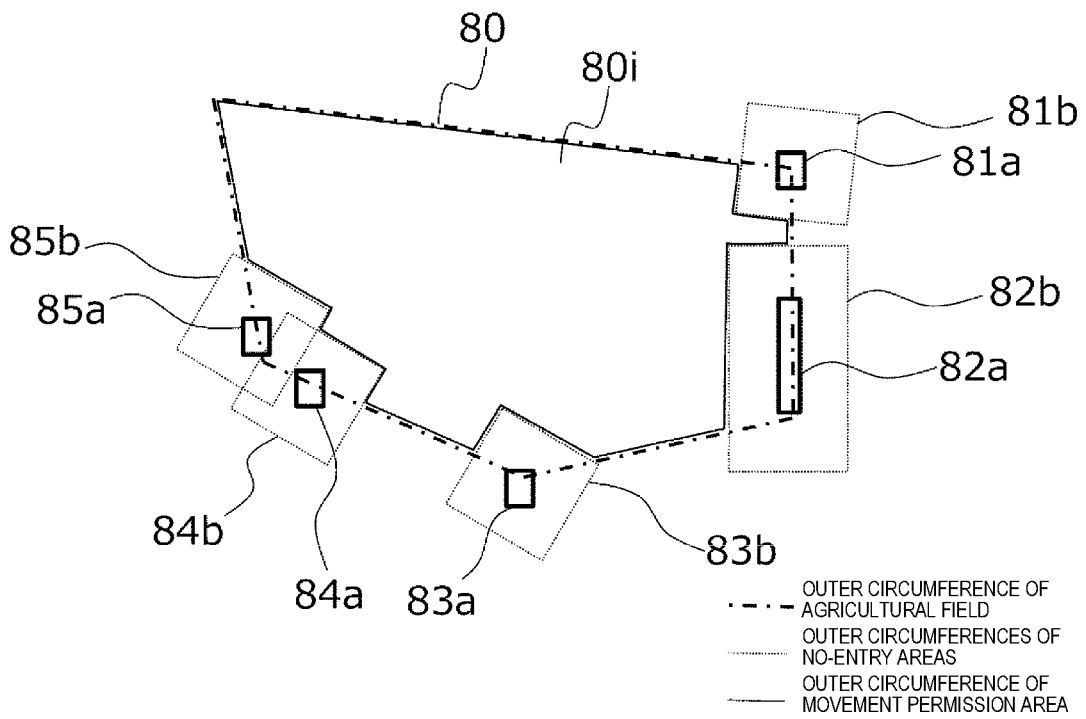 80
80i
81b
81a
85b
85a
82b
82a
84b
84a
83a
83b
OUTER CIRCUMFERENCE OF
AGRICULTURAL FIELD
OUTER CIRCUMFERENCES OF
NO-ENTRY AREAS
OUTER CIRCUMFERENCE OF
MOVEMENT PERMISSION AREA